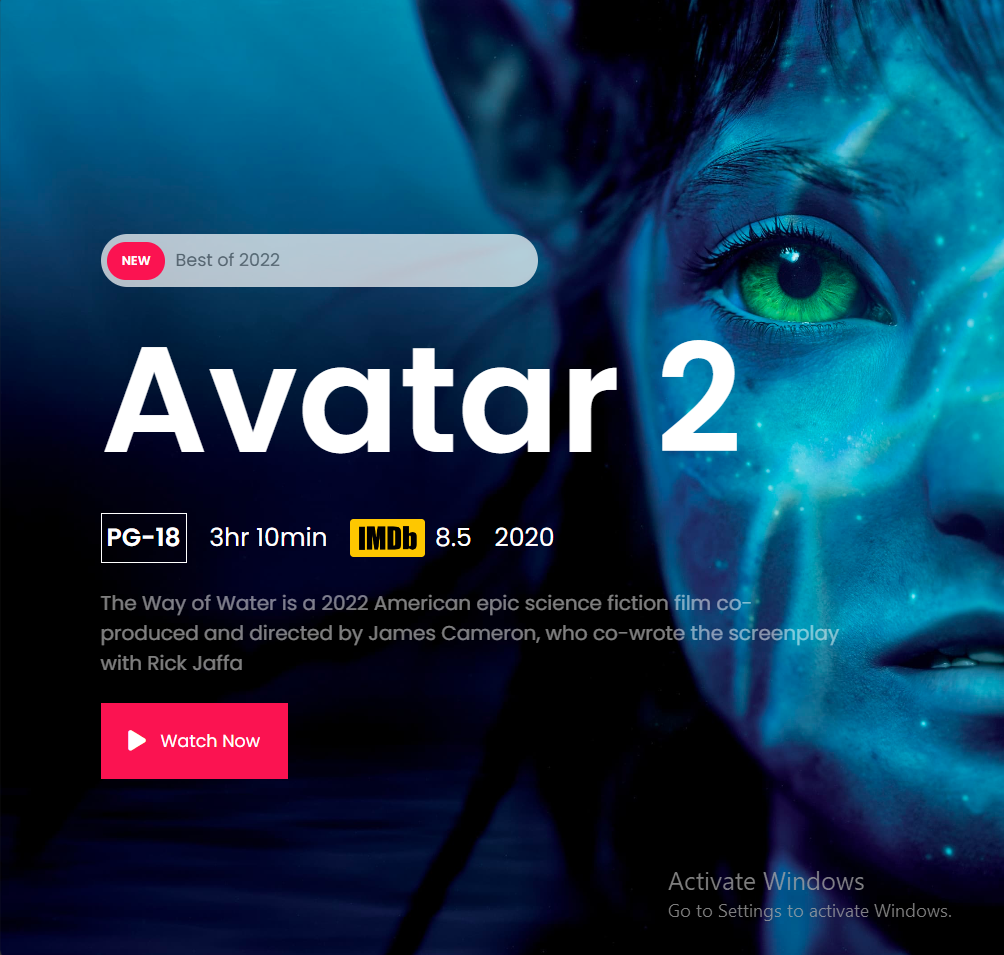 NEW Best of 2022
Avatar 2
PG-18 3hr 10min IMDb 8.5 2020
The Way of Water is a 2022 American epic science fiction film co-
produced and directed by James Cameron, who co-wrote the screenplay
with Rick Jaffa
Watch Now
Activate Windows
Go to Settings to activate Windows.